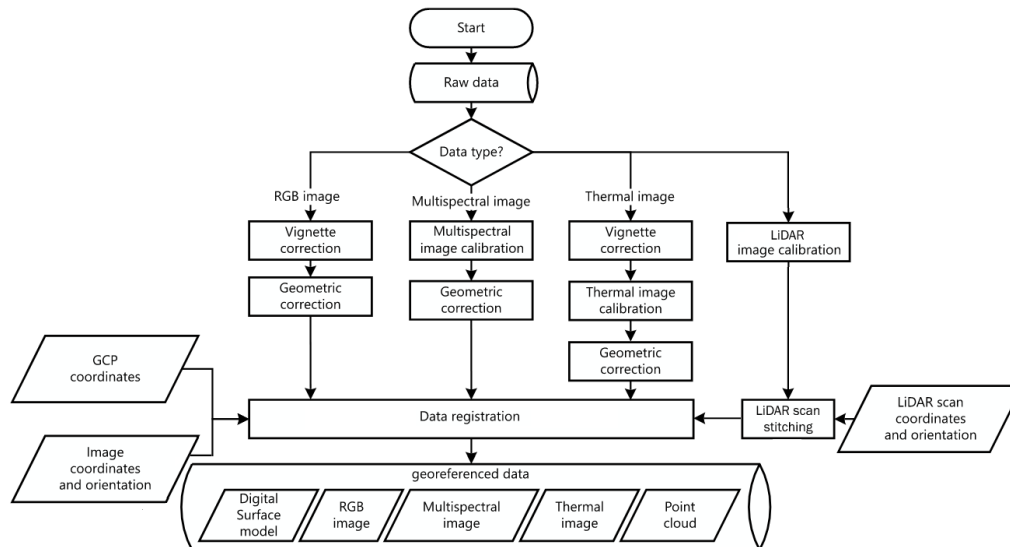 Start
Raw data
Data type?
RGB image
Multispectral image
Thermal image
Vignette
correction
Multispectral
image calibration
Vignette
correction
LiDAR
image calibration
Geometric
correction
Geometric
correction
Thermal image
calibration
Geometric
correction
GCP
coordinates
Data registration
LiDAR scan
stitching
LiDAR scan
coordinates
and orientation
Image
coordinates
and orientation
georeferenced data
Digital
Surface
model
RGB
image
Multispectral
image
Thermal
image
Point
cloud